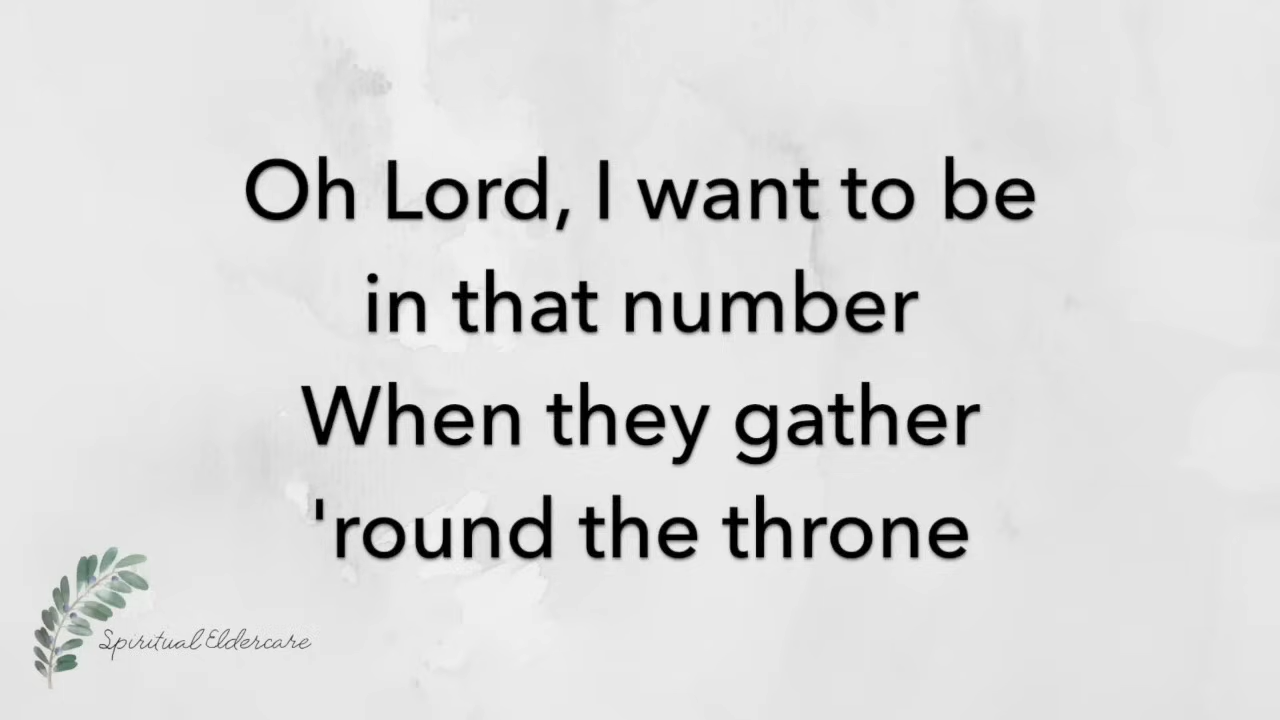 Oh Lord, I want to be
in that number
When they gather
'round the throne
Spiritual Eldercare